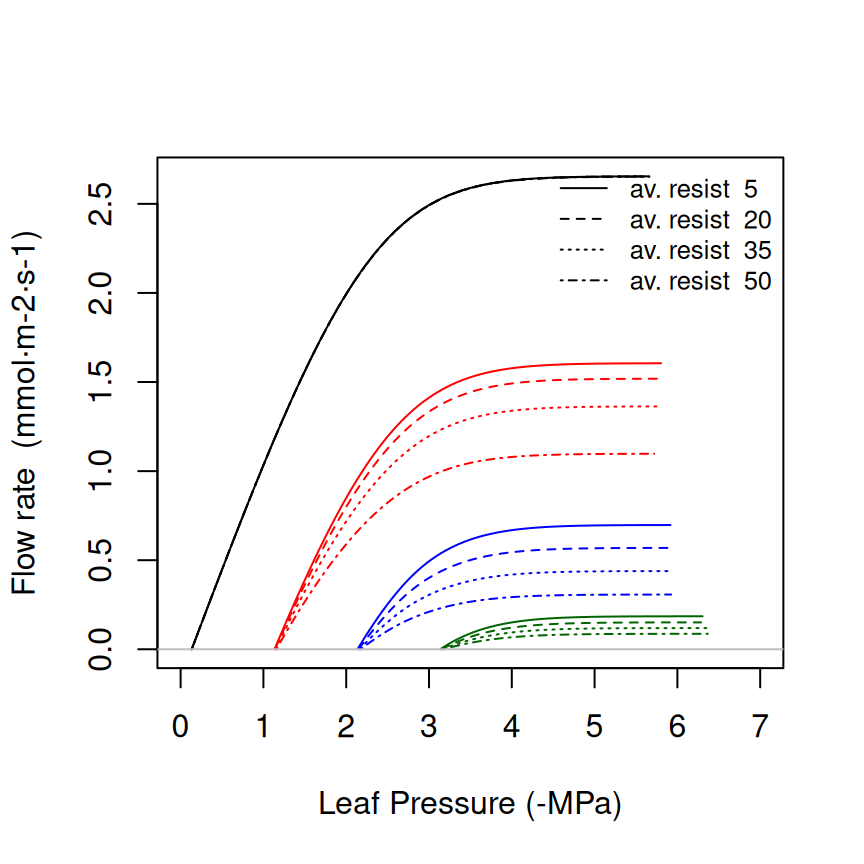 av. resist 5
av. resist 20
av. resist 35
av. resist 50
Flow rate (mmol·m-2·s-1)
0.0
0.5
1.0
1.5
2.0
2.5
0 1 2 3 4 5 6 7
Leaf Pressure (-MPa)